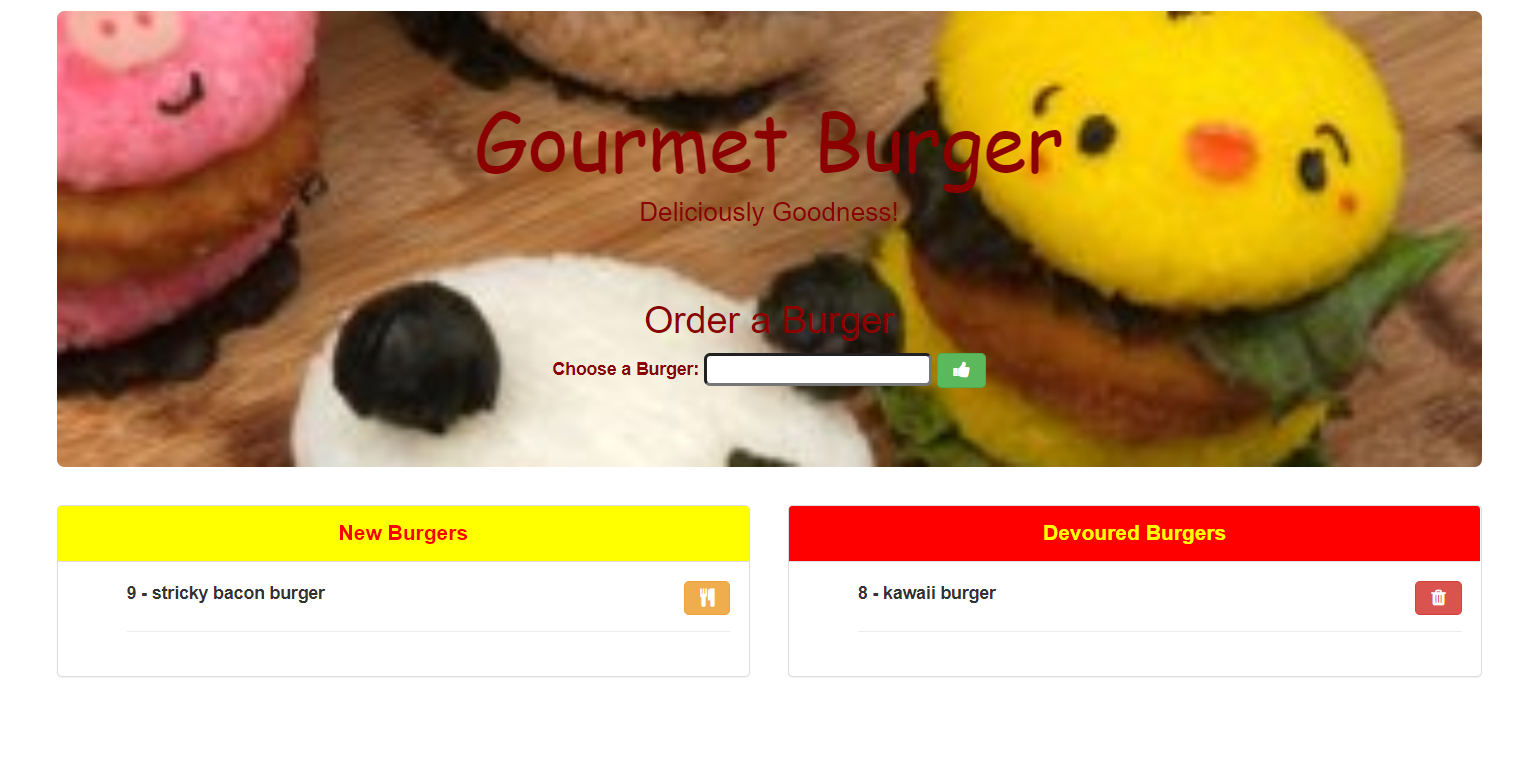 Gourmet Burger
Deliciously Goodness!
Order a Burger
Choose a Burger:
New Burgers
9 - stricky bacon burger
Devoured Burgers
8 - kawaii burger